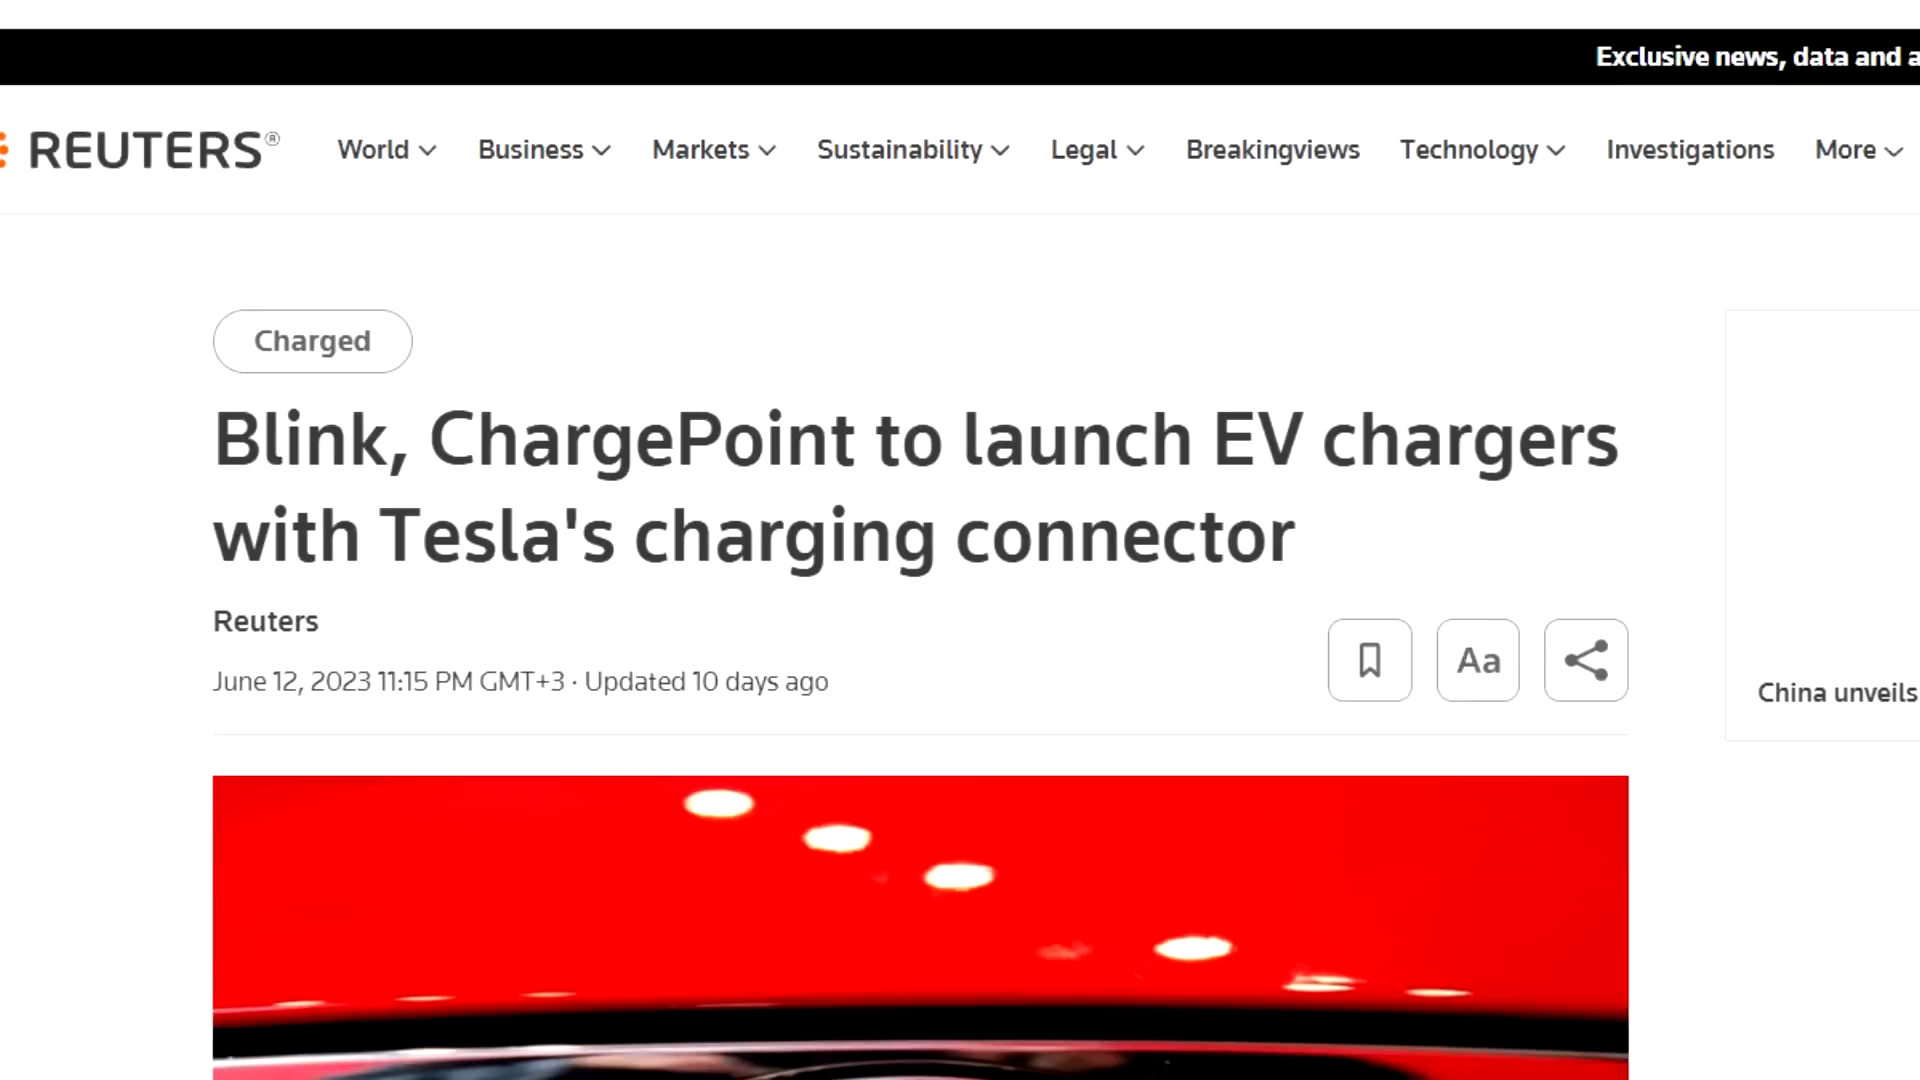 Exclusive news, data and a
REUTERS®
World Business Markets Sustainability Legal Breakingviews Technology Investigations More
Charged
Blink, ChargePoint to launch EV chargers
with Tesla's charging connector
Reuters
June 12, 2023 11:15 PM GMT+3 · Updated 10 days ago
Aa
China unveils